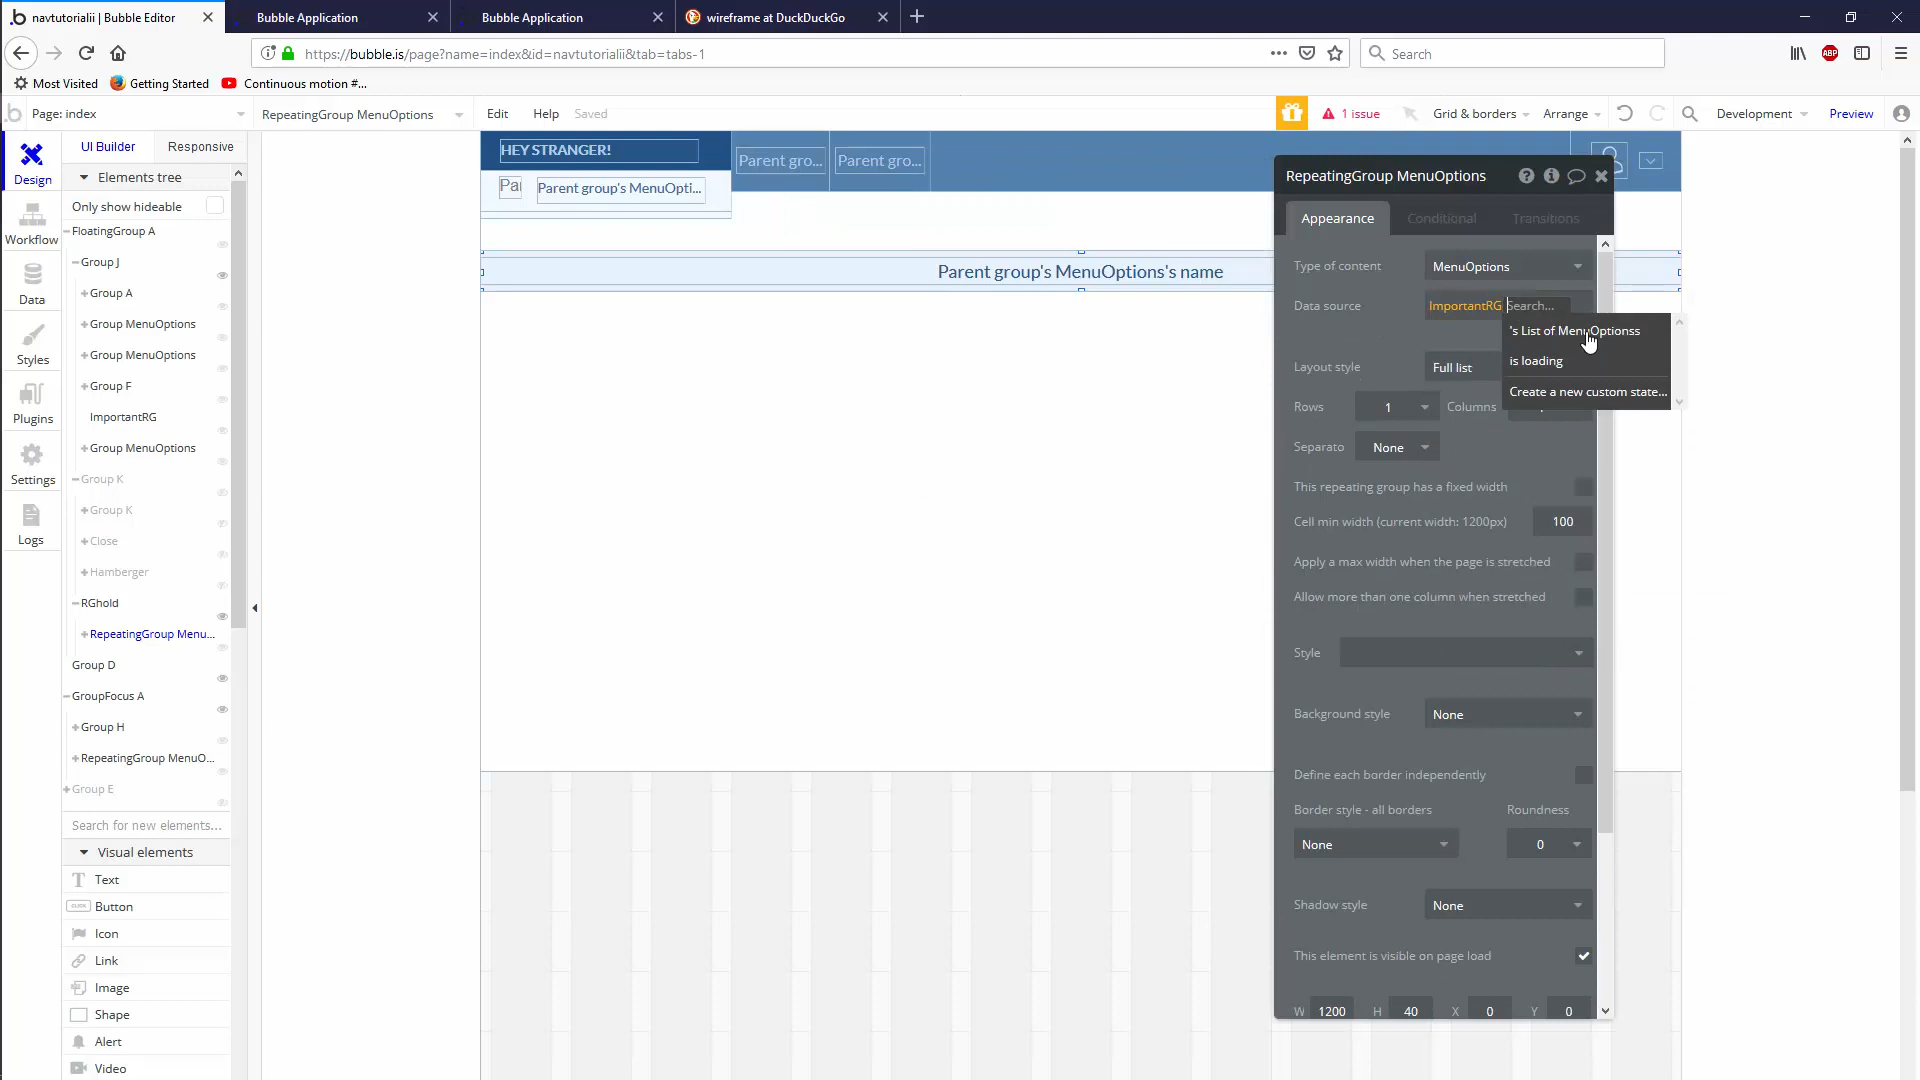 navtutorialii | Bubble Editor
Bubble Application
Bubble Application
wireframe at DuckDuckGo
https://bubble.is/page?name=index&id=navtutorialii&tab=tabs-1
Search
Most Visited
Getting Started
Continuous motion #...
Page: index
RepeatingGroup MenuOptions
Edit
Help
Saved
1 issue
Grid & borders
Arrange
Development
Preview
Design
Workflow
Data
Styles
Plugins
Settings
Logs
UI Builder
Responsive
Elements tree
Only show hideable
FloatingGroup A
Group J
Group A
Group MenuOptions
Group MenuOptions
Group F
ImportantRG
Group MenuOptions
Group K
Group K
Close
Hamberger
RGhold
RepeatingGroup Menu...
Group D
GroupFocus A
Group H
RepeatingGroup MenuO...
Group E
Search for new elements...
Visual elements
Text
CLICK
Button
Icon
Link
Image
Shape
Alert
Video
HEY STRANGER!
Parent gro...
Parent gro...
Par
Parent group's MenuOpti...
Parent group's MenuOptions's name
RepeatingGroup MenuOptions
Appearance
Conditional
Transitions
Type of content
MenuOptions
Data source
ImportantRG
Search...
's List of MenuOptionss
is loading
Create a new custom state...
Layout style
Full list
Rows
1
Columns
Separato
None
This repeating group has a fixed width
Cell min width (current width: 1200px)
100
Apply a max width when the page is stretched
Allow more than one column when stretched
Style
Background style
None
Define each border independently
Border style - all borders
Roundness
None
0
Shadow style
None
This element is visible on page load
W
1200
H
40
X
0
Y
0